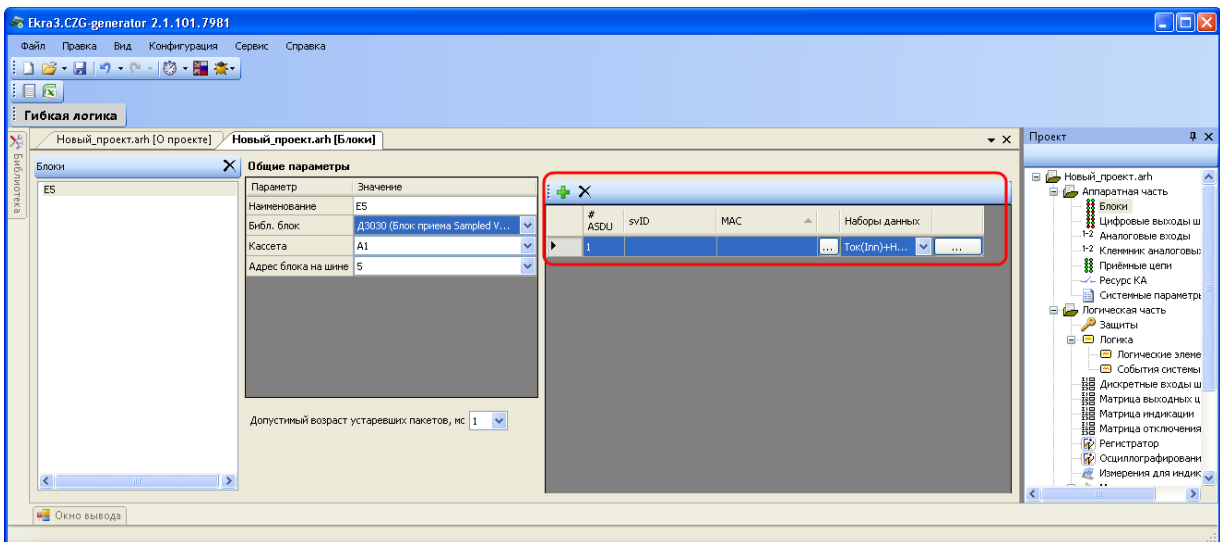 Ekra3.CZG-generator 2.1.101.7981
Файл Правка Вид Конфигурация Сервис Справка
Гибкая логика
Новый_проект.arh [О проекте] Новый_проект.arh [Блоки]
Библиотека
Блоки
E5
Общие параметры
Параметр Значение
Наименование E5
Библ. блок Д3030 (Блок приема Sampled V...
Кассета A1
Адрес блока на шине 5
Допустимый возраст устаревших пакетов, мс 1
# ASDU svID MAC Наборы данных
1 ... Ток(Inn)+Н... ...
Проект
Новый_проект.arh
Аппаратная часть
Блоки
Цифровые выходы ш
1-2 Аналоговые входы
1-2 Клеммник аналоговы
Приёмные цепи
Ресурс КА
Системные параметры
Логическая часть
Защиты
Логика
Логические элеме
События системы
Дискретные входы ш
Матрица выходных ц
Матрица индикации
Матрица отключения
Регистратор
Осциллографировани
Измерения для индик
Окно вывода